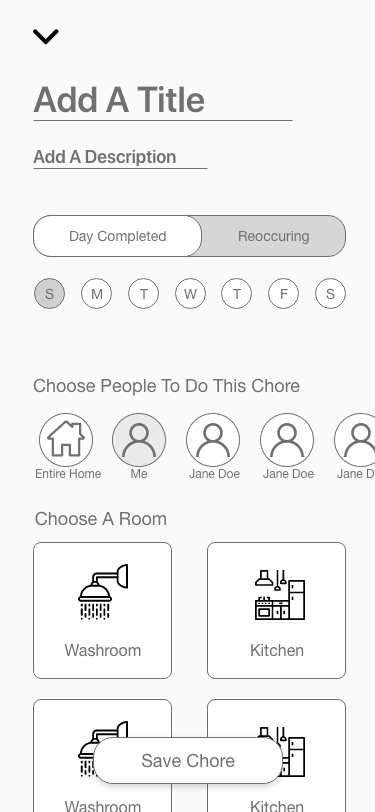 Add A Title
Add A Description
Day Completed Reoccuring
S M T W T F S
Choose People To Do This Chore
Entire Home Me Jane Doe Jane Doe Jane D
Choose A Room
Washroom Kitchen
Save Chore
Washroom Kitchen